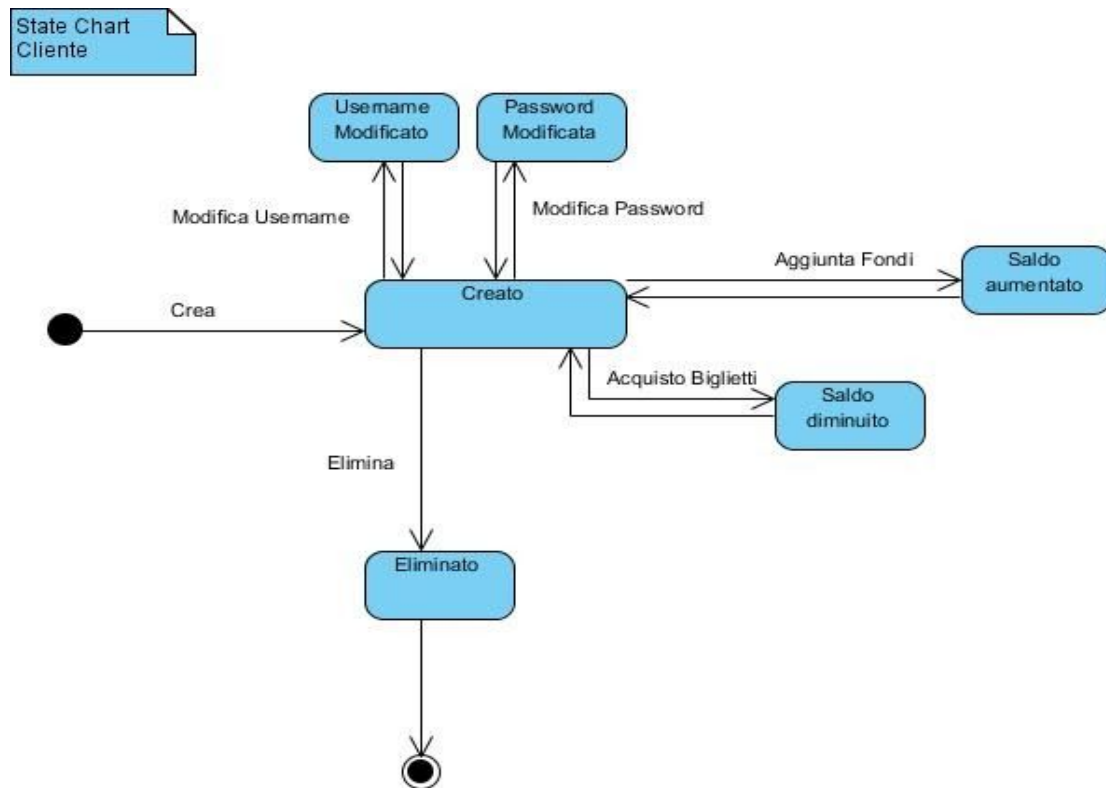 State Chart
Cliente
Username
Modificato
Password
Modificata
Modifica Username
Modifica Password
Aggiunta Fondi
Saldo
aumentato
Creato
Crea
Acquisto Biglietti
Saldo
diminuito
Elimina
Eliminato